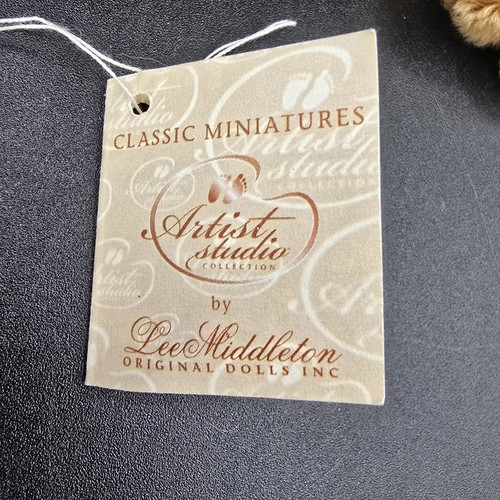 CLASSIC MINIATURES
Artist
studio
COLLECTION
by
Lee Middleton
ORIGINAL DOLLS INC